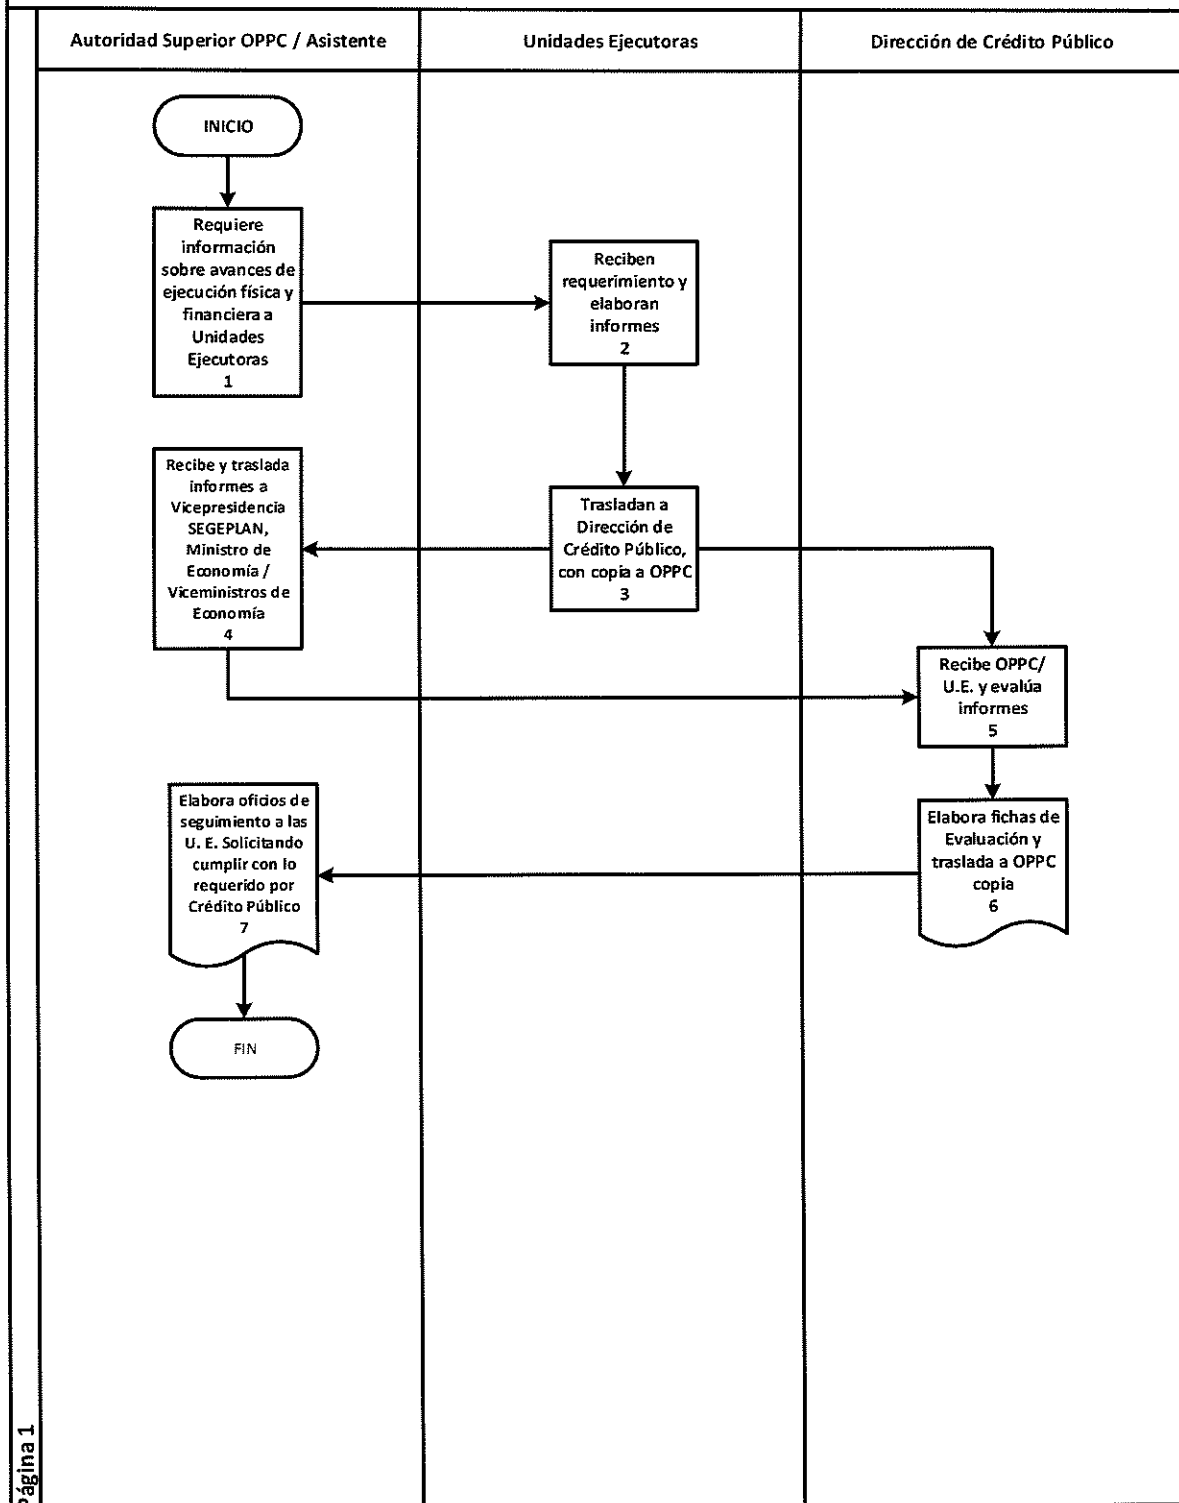 Autoridad Superior OPPC / Asistente
Unidades Ejecutoras
Dirección de Crédito Público
INICIO
Requiere
información
sobre avances de
ejecución física y
financiera a
Unidades
Ejecutoras
1
Reciben
requerimiento y
elaboran
informes
2
Trasladan a
Dirección de
Crédito Público,
con copia a OPPC
3
Recibe y traslada
informes a
Vicepresidencia
SEGEPLAN,
Ministro de
Economía /
Viceministros de
Economía
4
Recibe OPPC/
U.E. y evalúa
informes
5
Elabora fichas de
Evaluación y
traslada a OPPC
copia
6
Elabora oficios de
seguimiento a las
U. E. Solicitando
cumplir con lo
requerido por
Crédito Público
7
FIN
Página 1